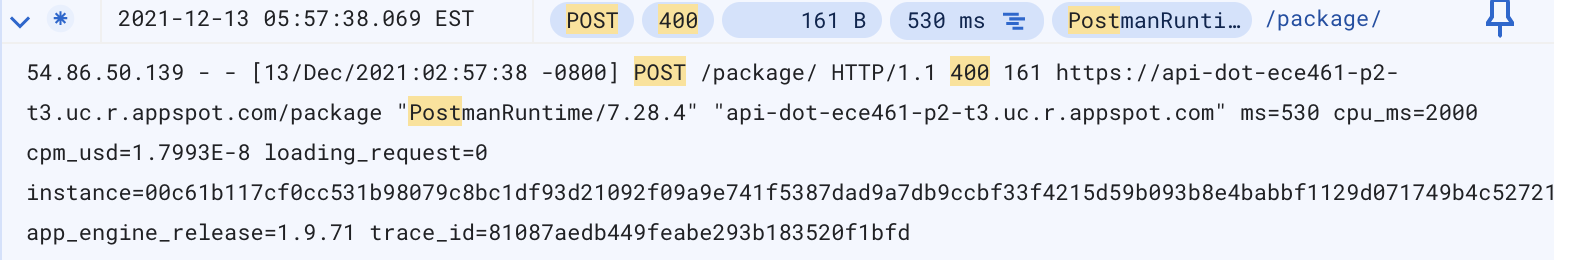 2021-12-13 05:57:38.069 EST POST 400 161 B 530 ms PostmanRunti… /package/
54.86.50.139 - - [13/Dec/2021:02:57:38 -0800] POST /package/ HTTP/1.1 400 161 https://api-dot-ece461-p2-
t3.uc.r.appspot.com/package "PostmanRuntime/7.28.4" "api-dot-ece461-p2-t3.uc.r.appspot.com" ms=530 cpu_ms=2000
cpm_usd=1.7993E-8 loading_request=0
instance=00c61b117cf0cc531b98079c8bc1df93d21092f09a9e741f5387dad9a7db9ccbf33f4215d59b093b8e4babbf1129d071749b4c52721
app_engine_release=1.9.71 trace_id=81087aedb449feabe293b183520f1bfd